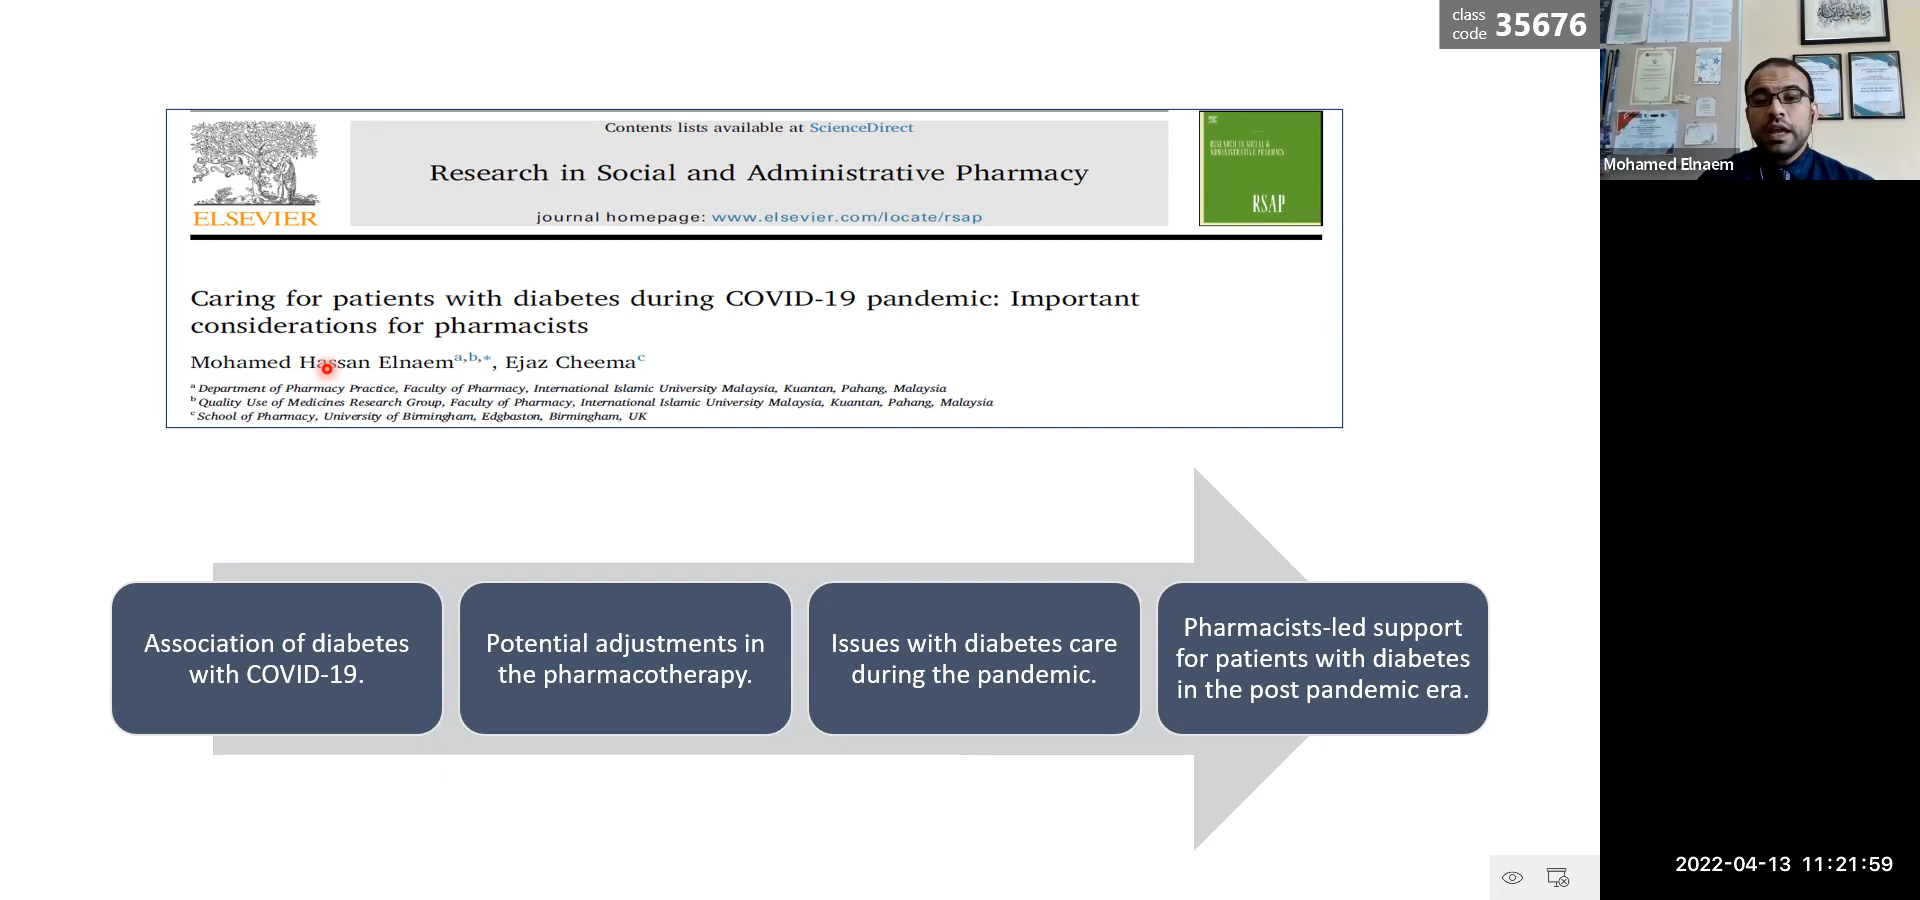 class
code 35676
Contents lists available at ScienceDirect
Research in Social and Administrative Pharmacy
journal homepage: www.elsevier.com/locate/rsap
ELSEVIER
RESEARCH IN SOCIAL &
ADMINISTRATIVE PHARMACY
RSAP
Caring for patients with diabetes during COVID-19 pandemic: Important
considerations for pharmacists
Mohamed Hassan Elnaem a,b,*, Ejaz Cheema c
a Department of Pharmacy Practice, Faculty of Pharmacy, International Islamic University Malaysia, Kuantan, Pahang, Malaysia
b Quality Use of Medicines Research Group, Faculty of Pharmacy, International Islamic University Malaysia, Kuantan, Pahang, Malaysia
c School of Pharmacy, University of Birmingham, Edgbaston, Birmingham, UK
Association of diabetes
with COVID-19.
Potential adjustments in
the pharmacotherapy.
Issues with diabetes care
during the pandemic.
Pharmacists-led support
for patients with diabetes
in the post pandemic era.
Mohamed Elnaem
2022-04-13 11:21:59